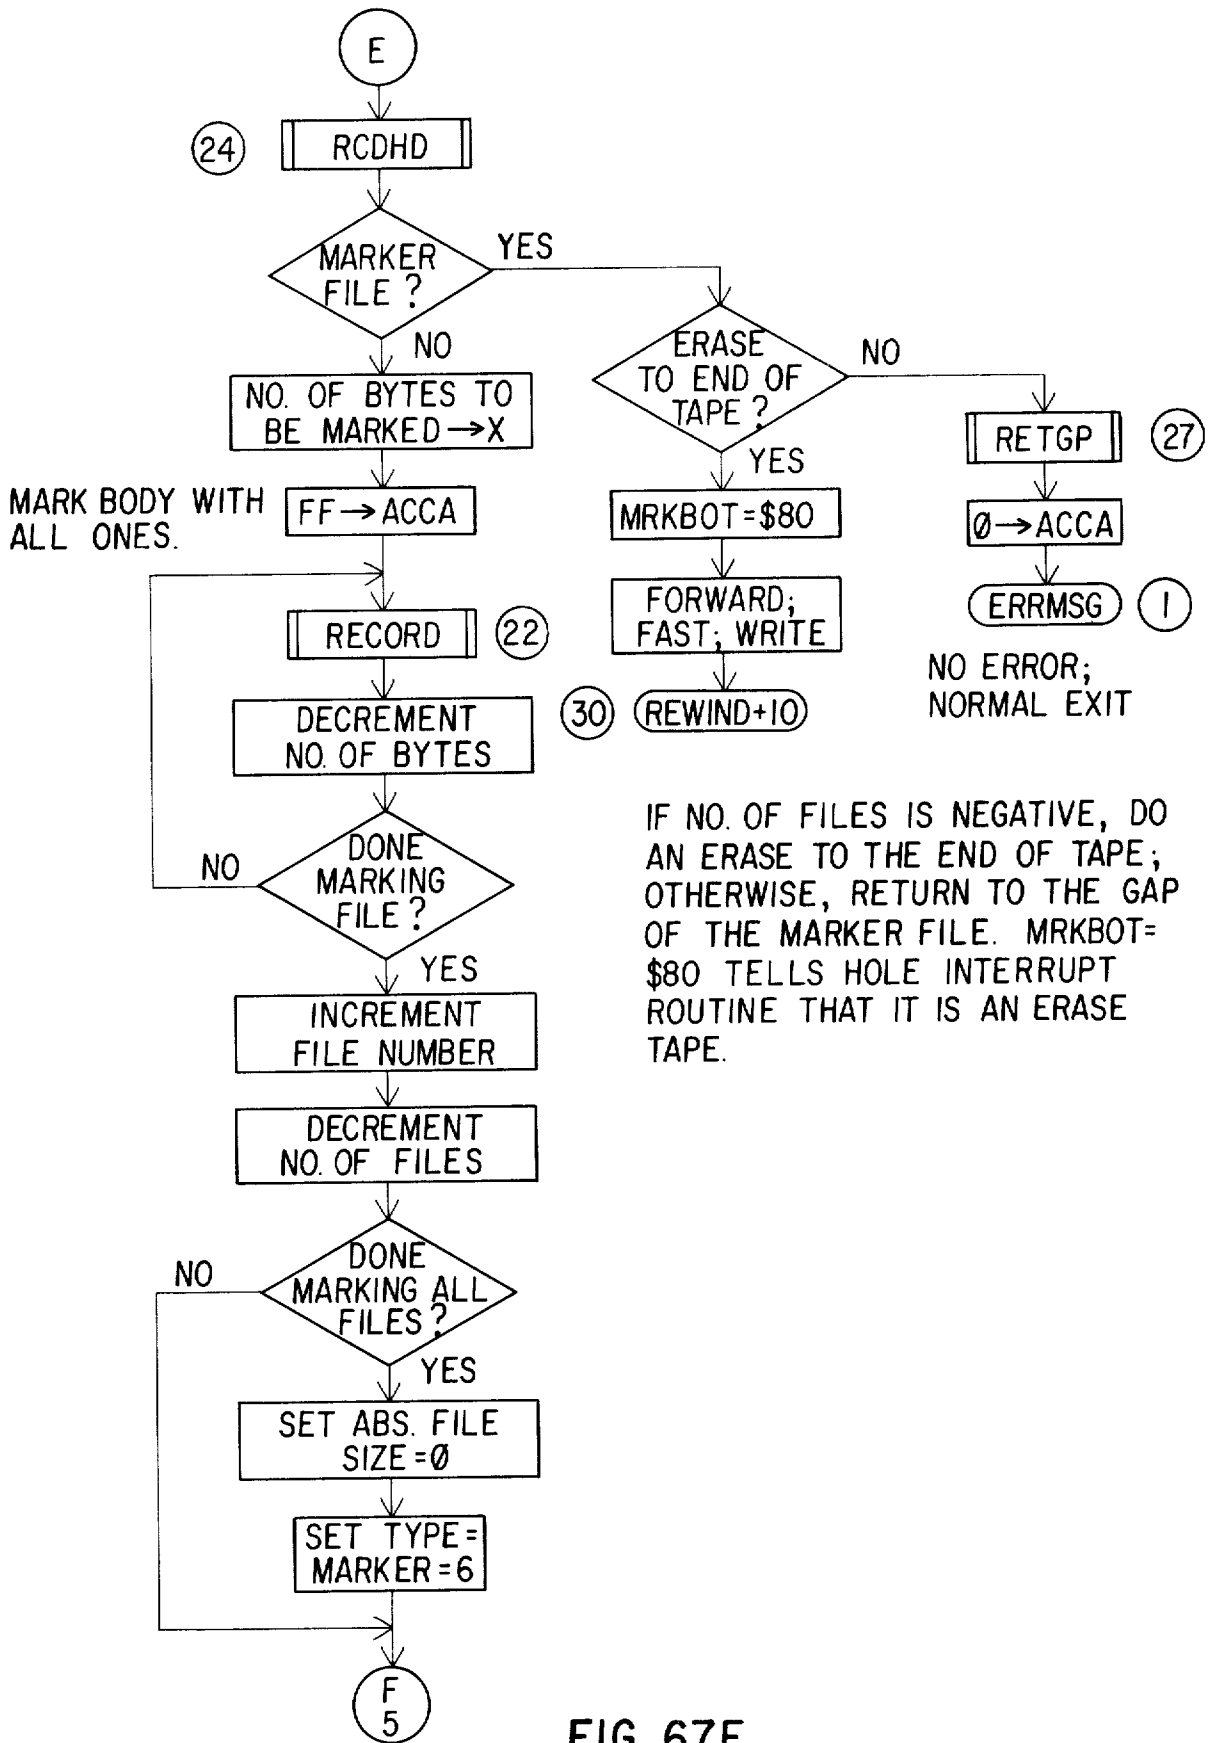 E
24
RCDHD
MARKER
FILE?
YES
NO
NO. OF BYTES TO
BE MARKED→X
MARK BODY WITH
ALL ONES.
FF→ACCA
RECORD
22
DECREMENT
NO. OF BYTES
DONE
MARKING
FILE?
NO
YES
INCREMENT
FILE NUMBER
DECREMENT
NO. OF FILES
DONE
MARKING ALL
FILES?
NO
YES
SET ABS. FILE
SIZE=Ø
SET TYPE=
MARKER=6
F
5
ERASE
TO END OF
TAPE?
NO
YES
MRKBOT=$80
FORWARD;
FAST; WRITE
30
REWIND+10
RETGP
27
Ø→ACCA
ERRMSG
1
NO ERROR;
NORMAL EXIT
IF NO. OF FILES IS NEGATIVE, DO
AN ERASE TO THE END OF TAPE;
OTHERWISE, RETURN TO THE GAP
OF THE MARKER FILE. MRKBOT=
$80 TELLS HOLE INTERRUPT
ROUTINE THAT IT IS AN ERASE
TAPE.